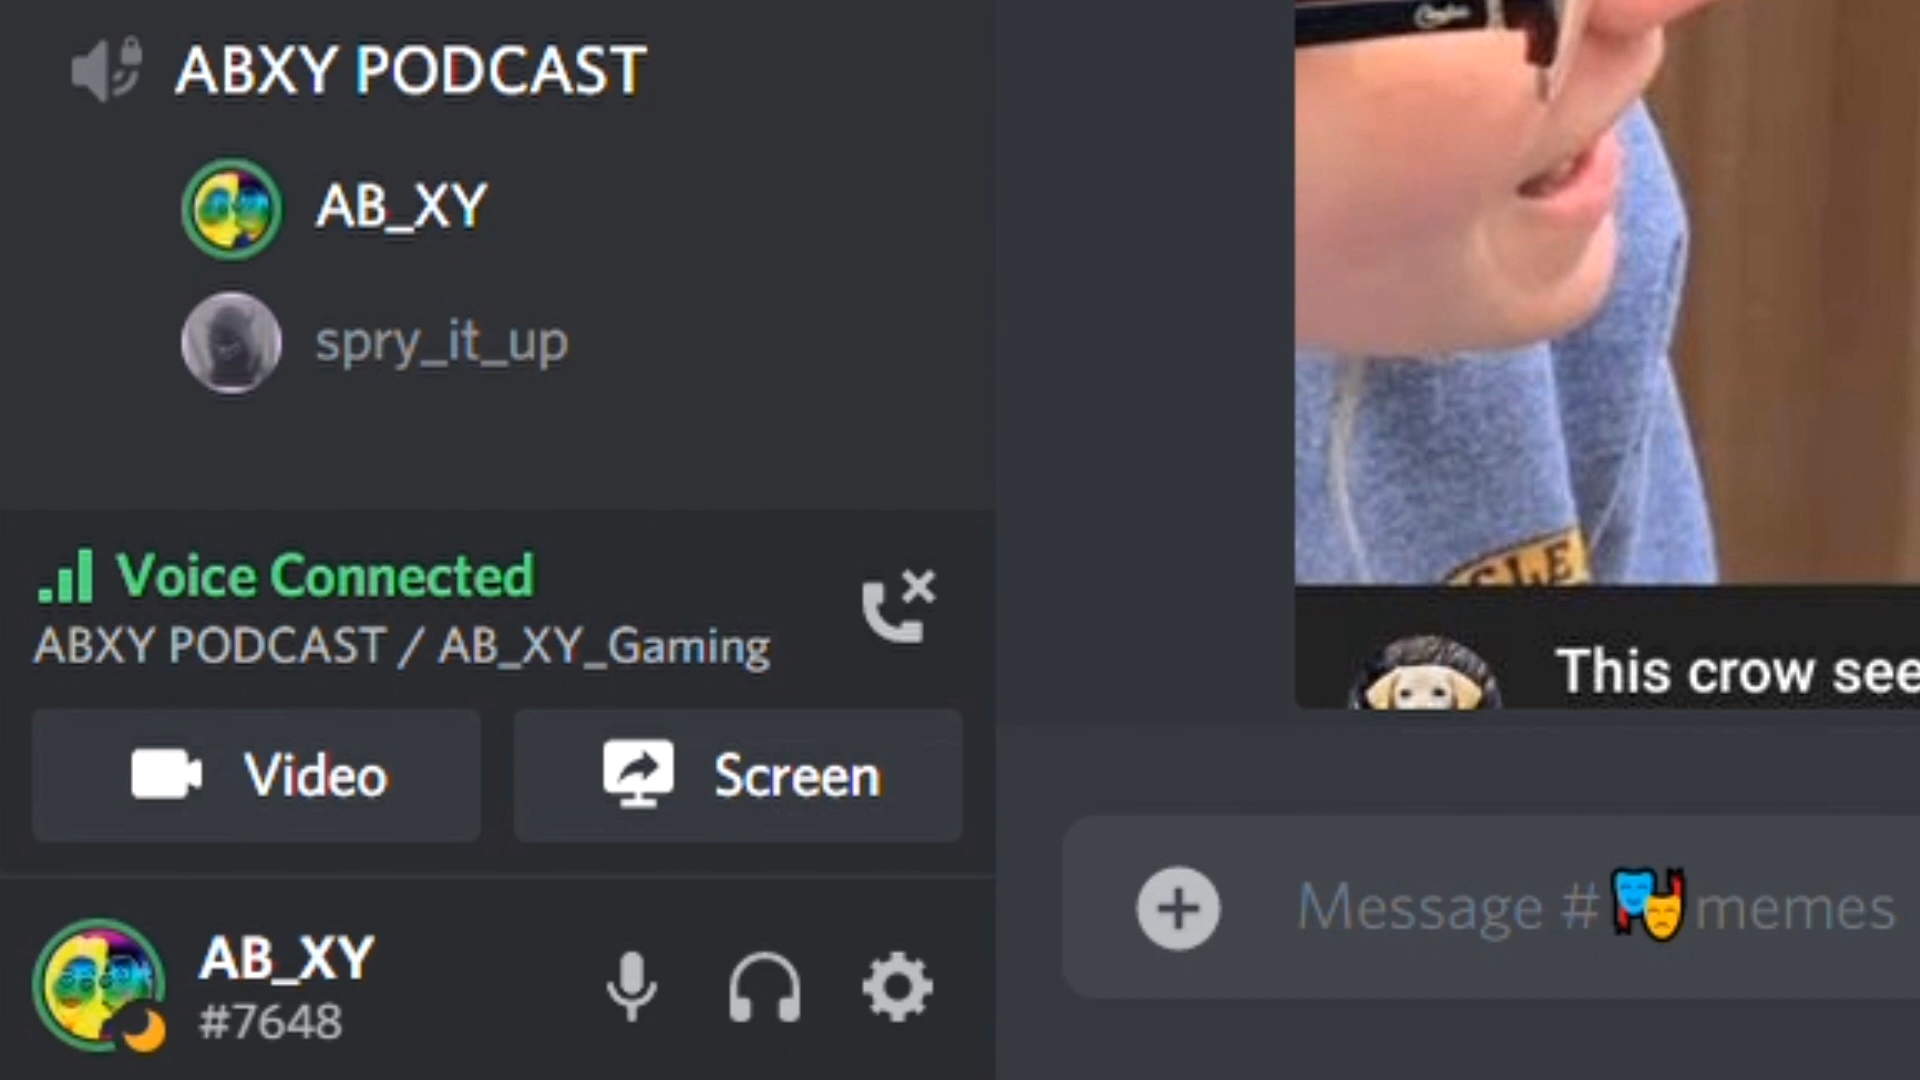 ABXY PODCAST
AB_XY
spry_it_up
Voice Connected
ABXY PODCAST / AB_XY_Gaming
Video
Screen
AB_XY
#7648
This crow see
Message #🎭memes